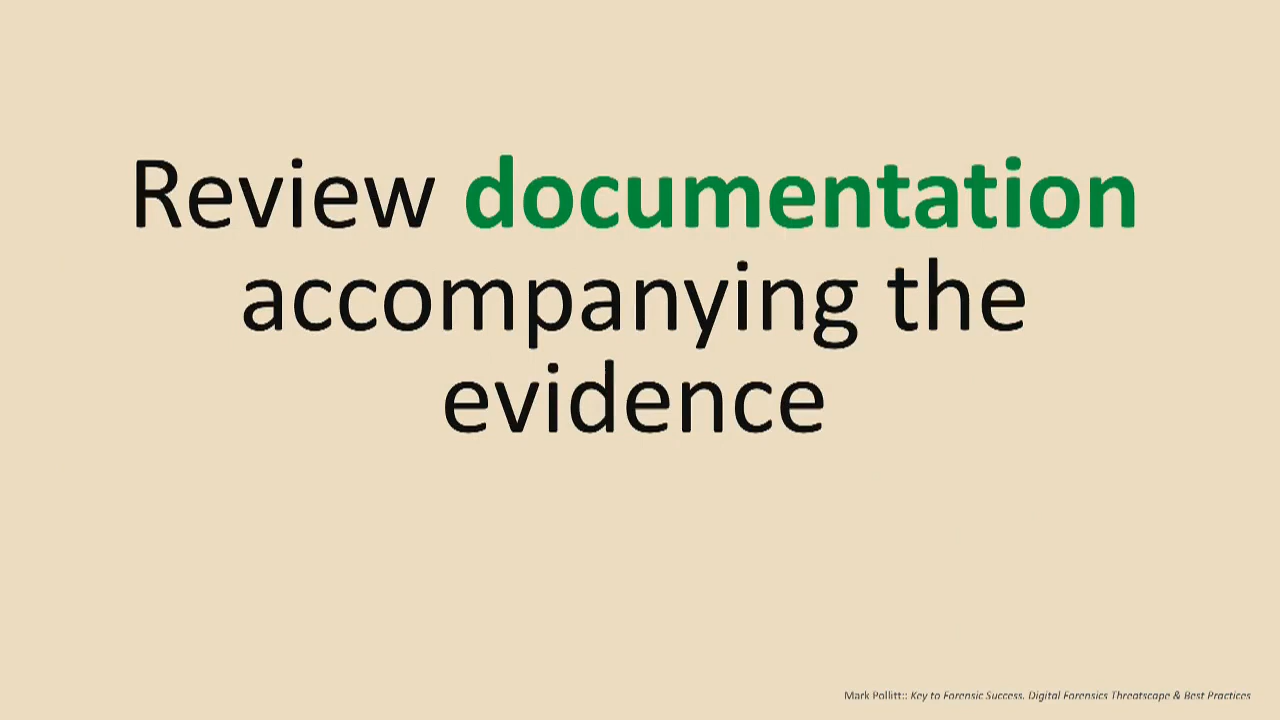 Review documentation
accompanying the
evidence
Mark Pollitt:: Key to Forensic Success. Digital Forensics Threatscape & Best Practices